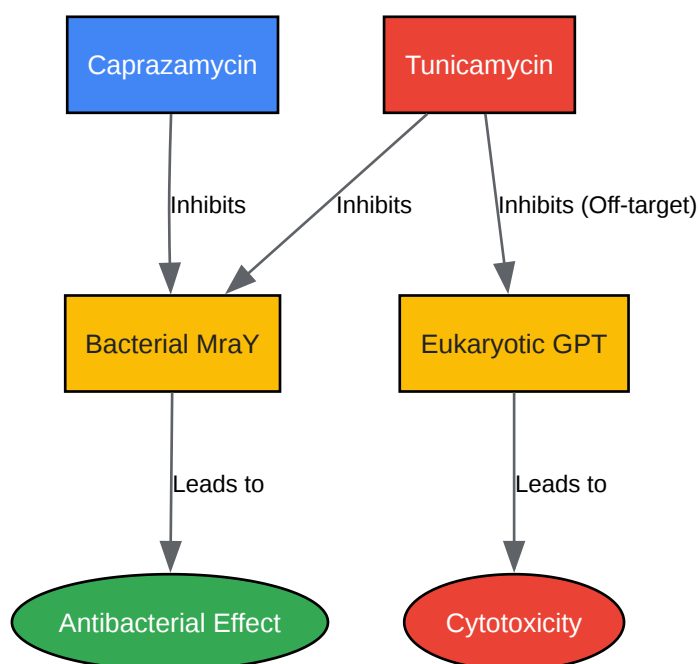 Caprazamycin
Tunicamycin
Inhibits
Inhibits
Inhibits (Off-target)
Bacterial MraY
Eukaryotic GPT
Leads to
Leads to
Antibacterial Effect
Cytotoxicity